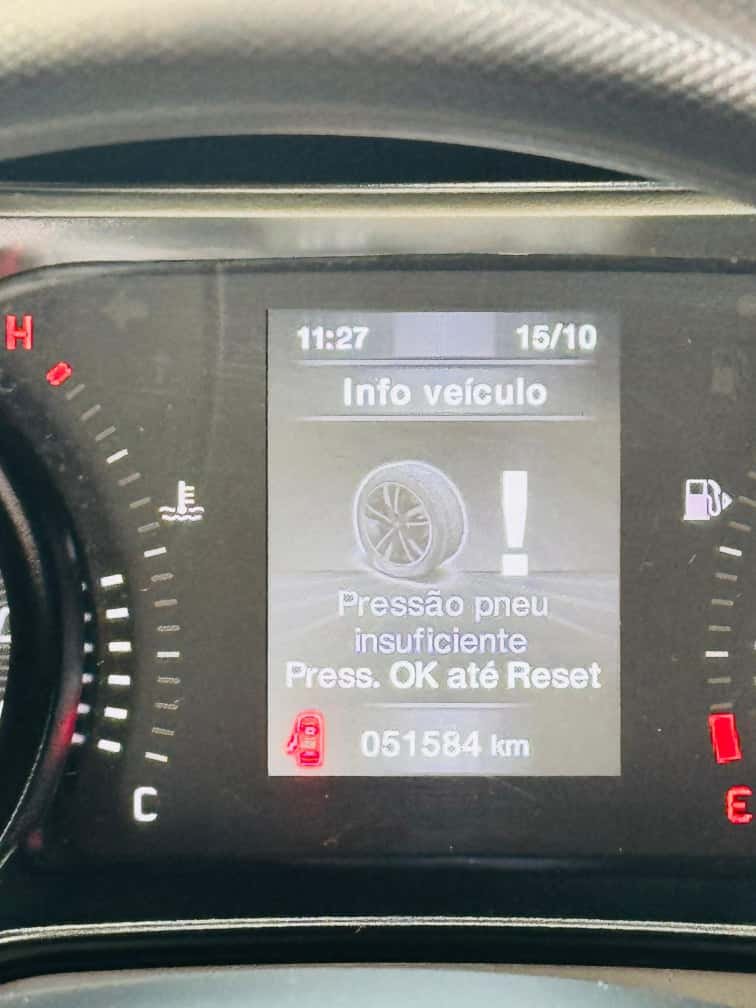 11:27 15/10
Info veículo
H
!
Pressão pneu
insuficiente
Press. OK até Reset
051584 km
C
E